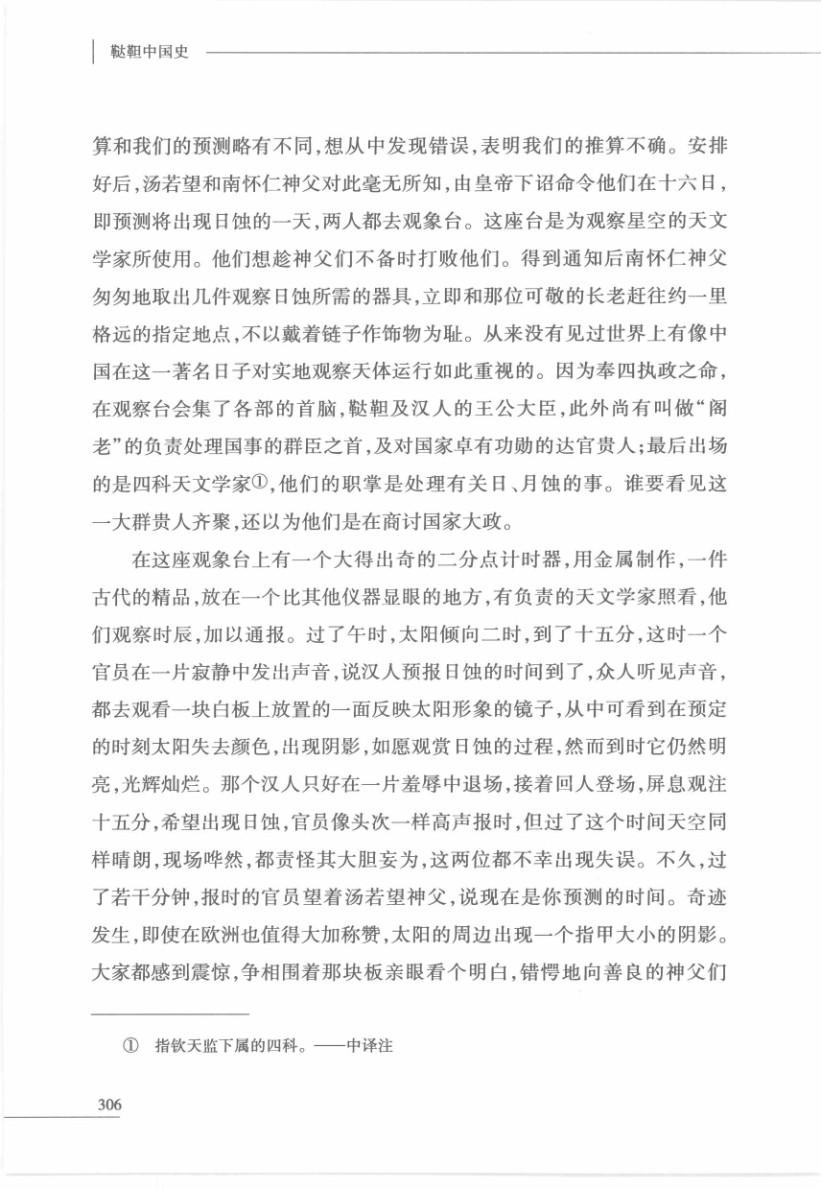 鞑靼中国史
算和我们的预测略有不同,想从中发现错误,表明我们的推算不确。安排
好后,汤若望和南怀仁神父对此毫无所知,由皇帝下诏命令他们在十六日,
即预测将出现日蚀的一天,两人都去观象台。这座台是为观察星空的天文
学家所使用。他们想趁神父们不备时打败他们。得到通知后南怀仁神父
匆匆地取出几件观察日蚀所需的器具,立即和那位可敬的长老赶往约一里
格远的指定地点,不以戴着链子作饰物为耻。从来没有见过世界上有像中
国在这一著名日子对实地观察天体运行如此重视的。因为奉四执政之命,
在观察台会集了各部的首脑,鞑靼及汉人的王公大臣,此外尚有叫做“阁
老”的负责处理国事的群臣之首,及对国家卓有功勋的达官贵人;最后出场
的是四科天文学家①,他们的职掌是处理有关日、月蚀的事。谁要看见这
一大群贵人齐聚,还以为他们是在商讨国家大政。
在这座观象台上有一个大得出奇的二分点计时器,用金属制作,一件
古代的精品,放在一个比其他仪器显眼的地方,有负责的天文学家照看,他
们观察时辰,加以通报。过了午时,太阳倾向二时,到了十五分,这时一个
官员在一片寂静中发出声音,说汉人预报日蚀的时间到了,众人听见声音,
都去观看一块白板上放置的一面反映太阳形象的镜子,从中可看到在预定
的时刻太阳失去颜色,出现阴影,如愿观赏日蚀的过程,然而到时它仍然明
亮,光辉灿烂。那个汉人只好在一片羞辱中退场,接着回人登场,屏息观注
十五分,希望出现日蚀,官员像头次一样高声报时,但过了这个时间天空同
样晴朗,现场哗然,都责怪其大胆妄为,这两位都不幸出现失误。不久,过
了若干分钟,报时的官员望着汤若望神父,说现在是你预测的时间。奇迹
发生,即使在欧洲也值得大加称赞,太阳的周边出现一个指甲大小的阴影。
大家都感到震惊,争相围着那块板亲眼看个明白,错愕地向善良的神父们
① 指钦天监下属的四科。——中译注
306